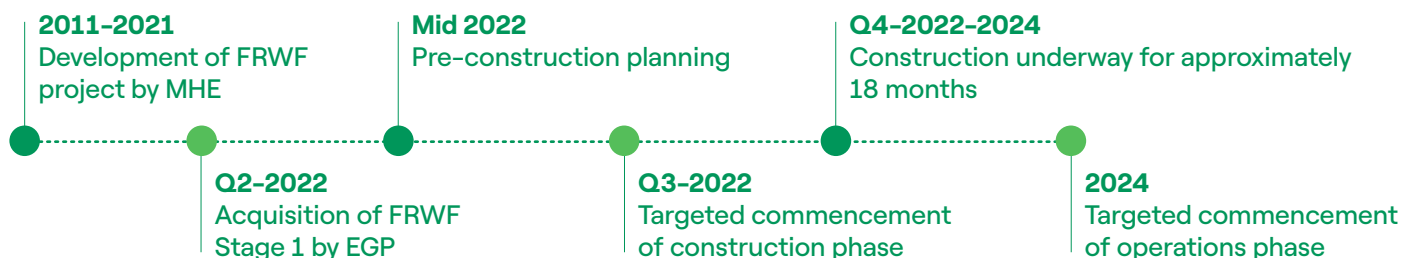 2011-2021
Development of FRWF
project by MHE
Q2-2022
Acquisition of FRWF
Stage 1 by EGP
Mid 2022
Pre-construction planning
Q3-2022
Targeted commencement
of construction phase
Q4-2022-2024
Construction underway for approximately
18 months
2024
Targeted commencement
of operations phase